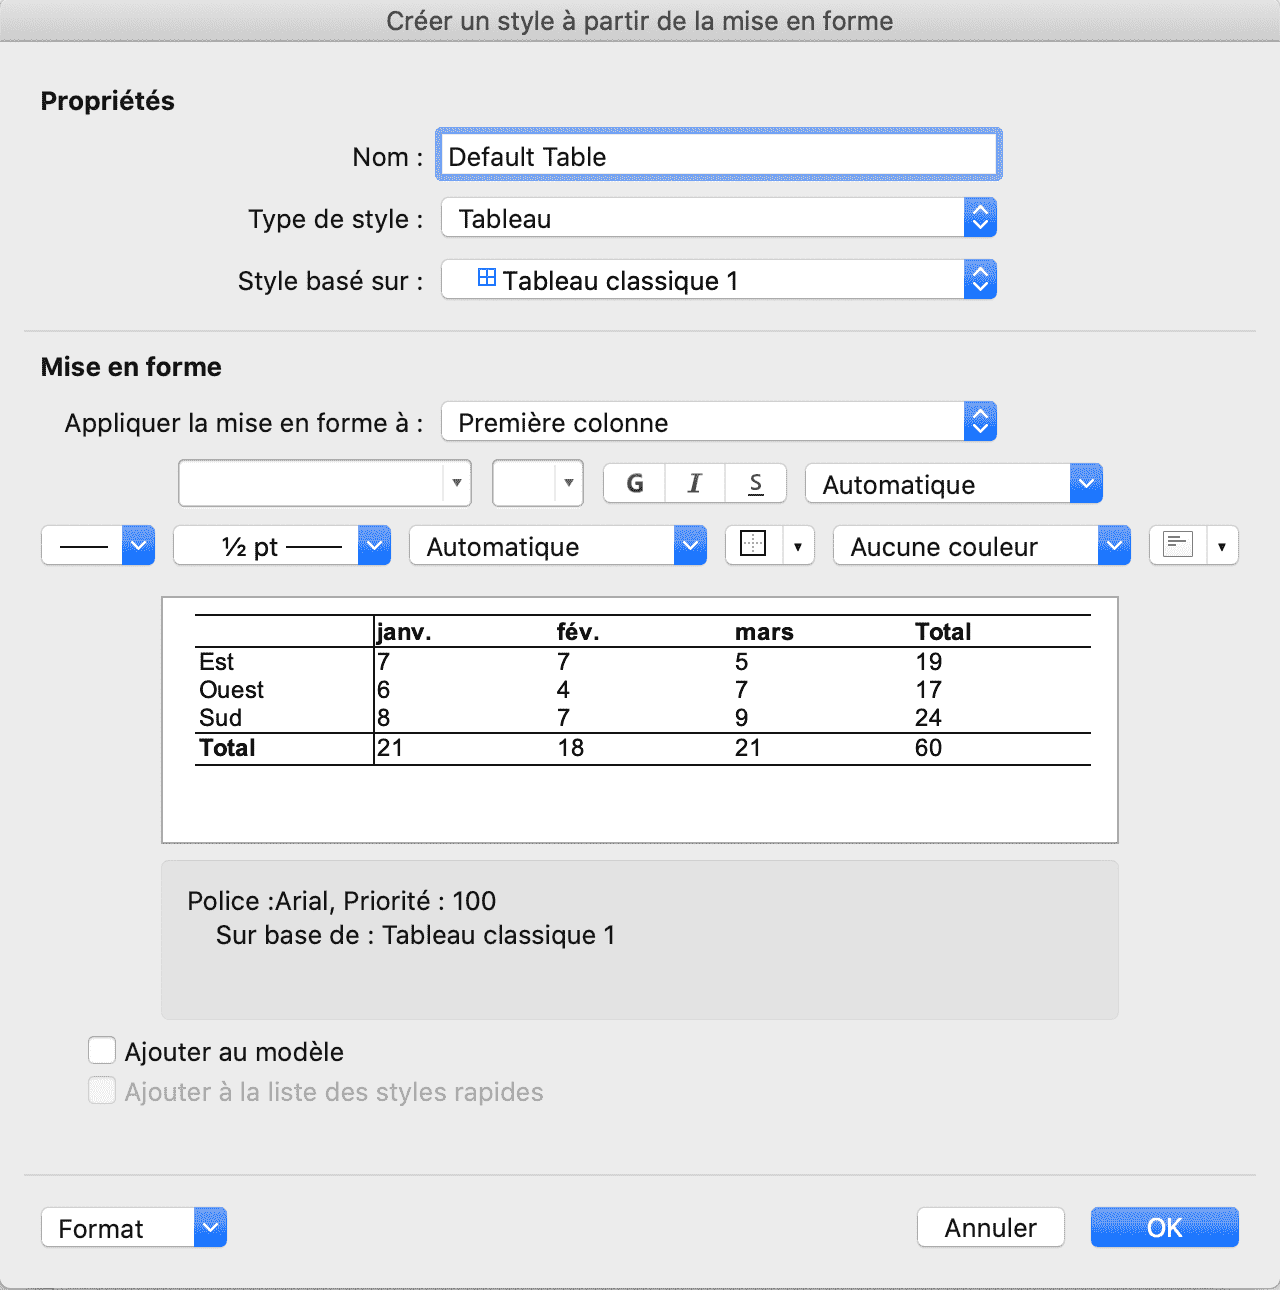 Créer un style à partir de la mise en forme
Propriétés
Nom : Default Table
Type de style : Tableau
Style basé sur : Tableau classique 1
Mise en forme
Appliquer la mise en forme à : Première colonne
G I S Automatique
½ pt Automatique Aucune couleur
janv. fév. mars Total
Est 7 7 5 19
Ouest 6 4 7 17
Sud 8 7 9 24
Total 21 18 21 60
Police :Arial, Priorité : 100
Sur base de : Tableau classique 1
Ajouter au modèle
Ajouter à la liste des styles rapides
Format Annuler OK